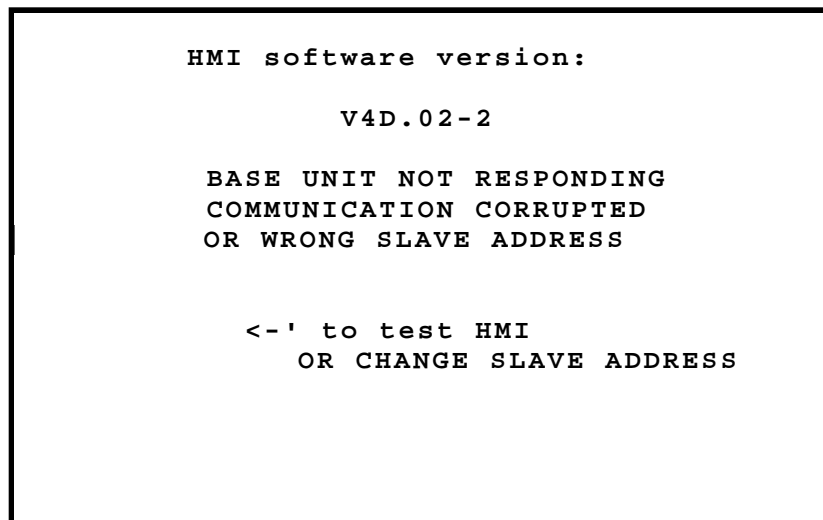 HMI software version:
V4D.02-2
BASE UNIT NOT RESPONDING
COMMUNICATION CORRUPTED
OR WRONG SLAVE ADDRESS
<-' to test HMI
OR CHANGE SLAVE ADDRESS